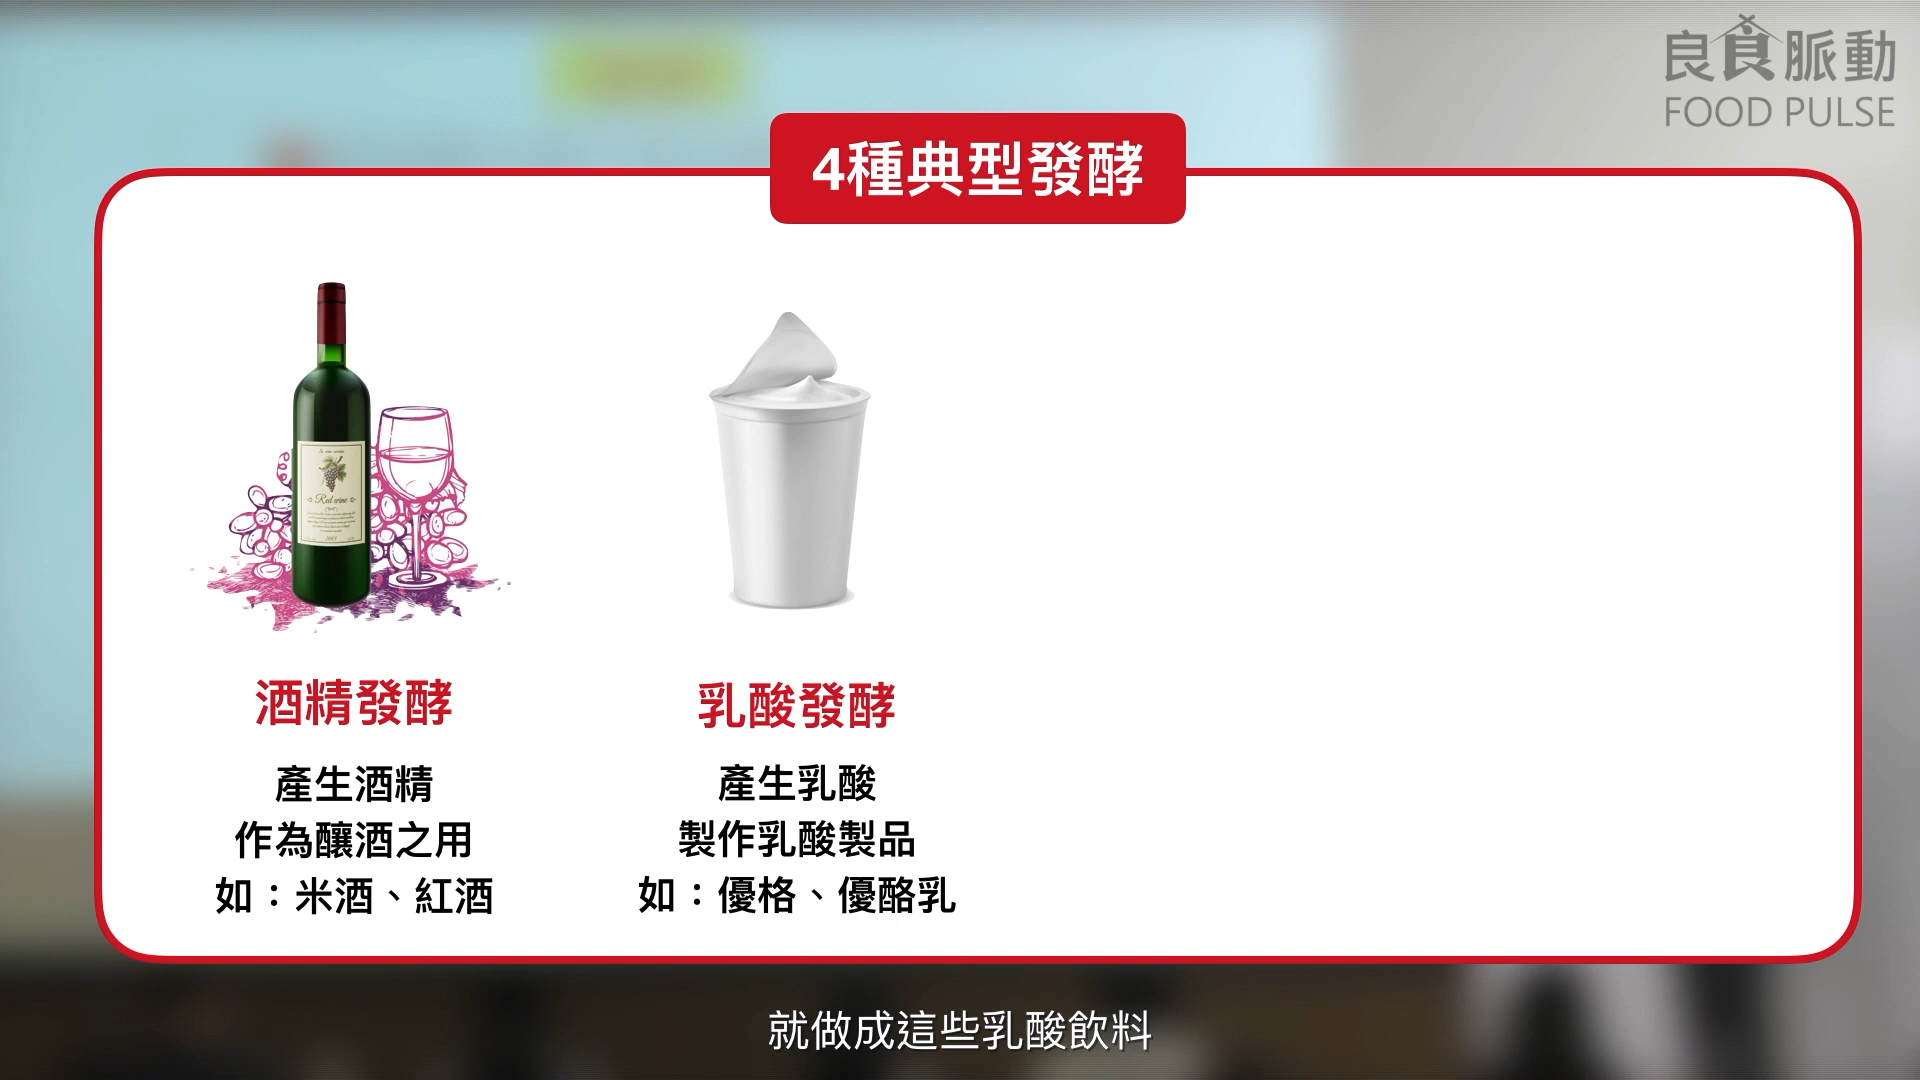 良食脈動
FOOD PULSE
4種典型發酵
Red wine
酒精發酵
產生酒精
作為釀酒之用
如：米酒、紅酒
乳酸發酵
產生乳酸
製作乳酸製品
如：優格、優酪乳
就做成這些乳酸飲料